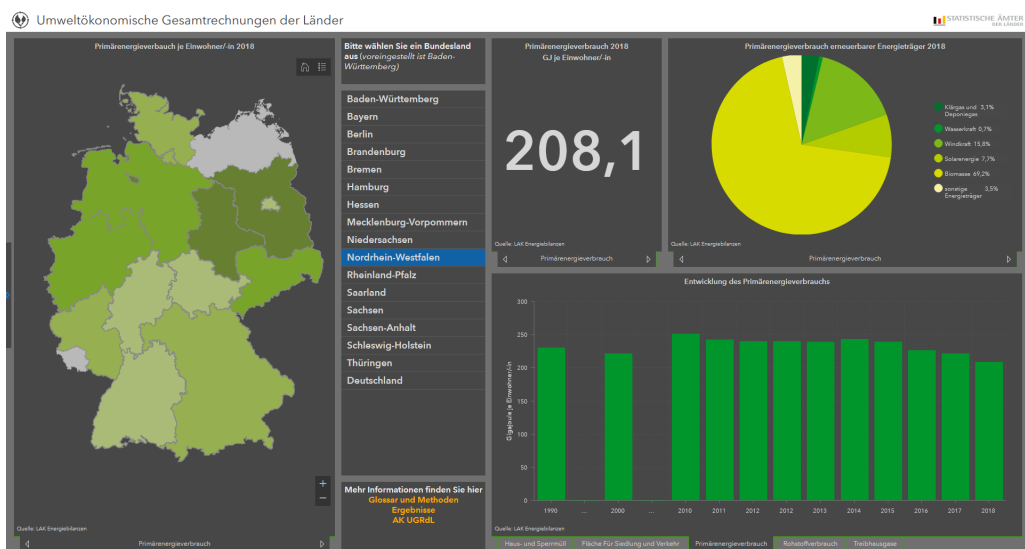 Umweltökonomische Gesamtrechnungen der Länder
STATISTISCHE ÄMTER
DER LÄNDER
Primärenergieverbrauch je Einwohner/-in 2018
Quelle: LAK Energiebilanzen
Primärenergieverbrauch
Bitte wählen Sie ein Bundesland
aus (voreingestellt ist Baden-
Württemberg)
Baden-Württemberg
Bayern
Berlin
Brandenburg
Bremen
Hamburg
Hessen
Mecklenburg-Vorpommern
Niedersachsen
Nordrhein-Westfalen
Rheinland-Pfalz
Saarland
Sachsen
Sachsen-Anhalt
Schleswig-Holstein
Thüringen
Deutschland
Mehr Informationen finden Sie hier
Glossar und Methoden
Ergebnisse
AK UGRdL
Primärenergieverbrauch 2018
GJ je Einwohner/-in
208,1
Quelle: LAK Energiebilanzen
Primärenergieverbrauch
Primärenergieverbrauch erneuerbarer Energieträger 2018
Klärgas und 3,1%
Deponiegas
Wasserkraft 0,7%
Windkraft 15,8%
Solarenergie 7,7%
Biomasse 69,2%
sonstige 3,5%
Energieträger
Quelle: LAK Energiebilanzen
Primärenergieverbrauch
Entwicklung des Primärenergieverbrauchs
Gigajoule je Einwohner/-in
300
250
200
150
100
50
0
1990 ... 2000 ... 2010 2011 2012 2013 2014 2015 2016 2017 2018
Quelle: LAK Energiebilanzen
Haus- und Sperrmüll Fläche Für Siedlung und Verkehr Primärenergieverbrauch Rohstoffverbrauch Treibhausgase